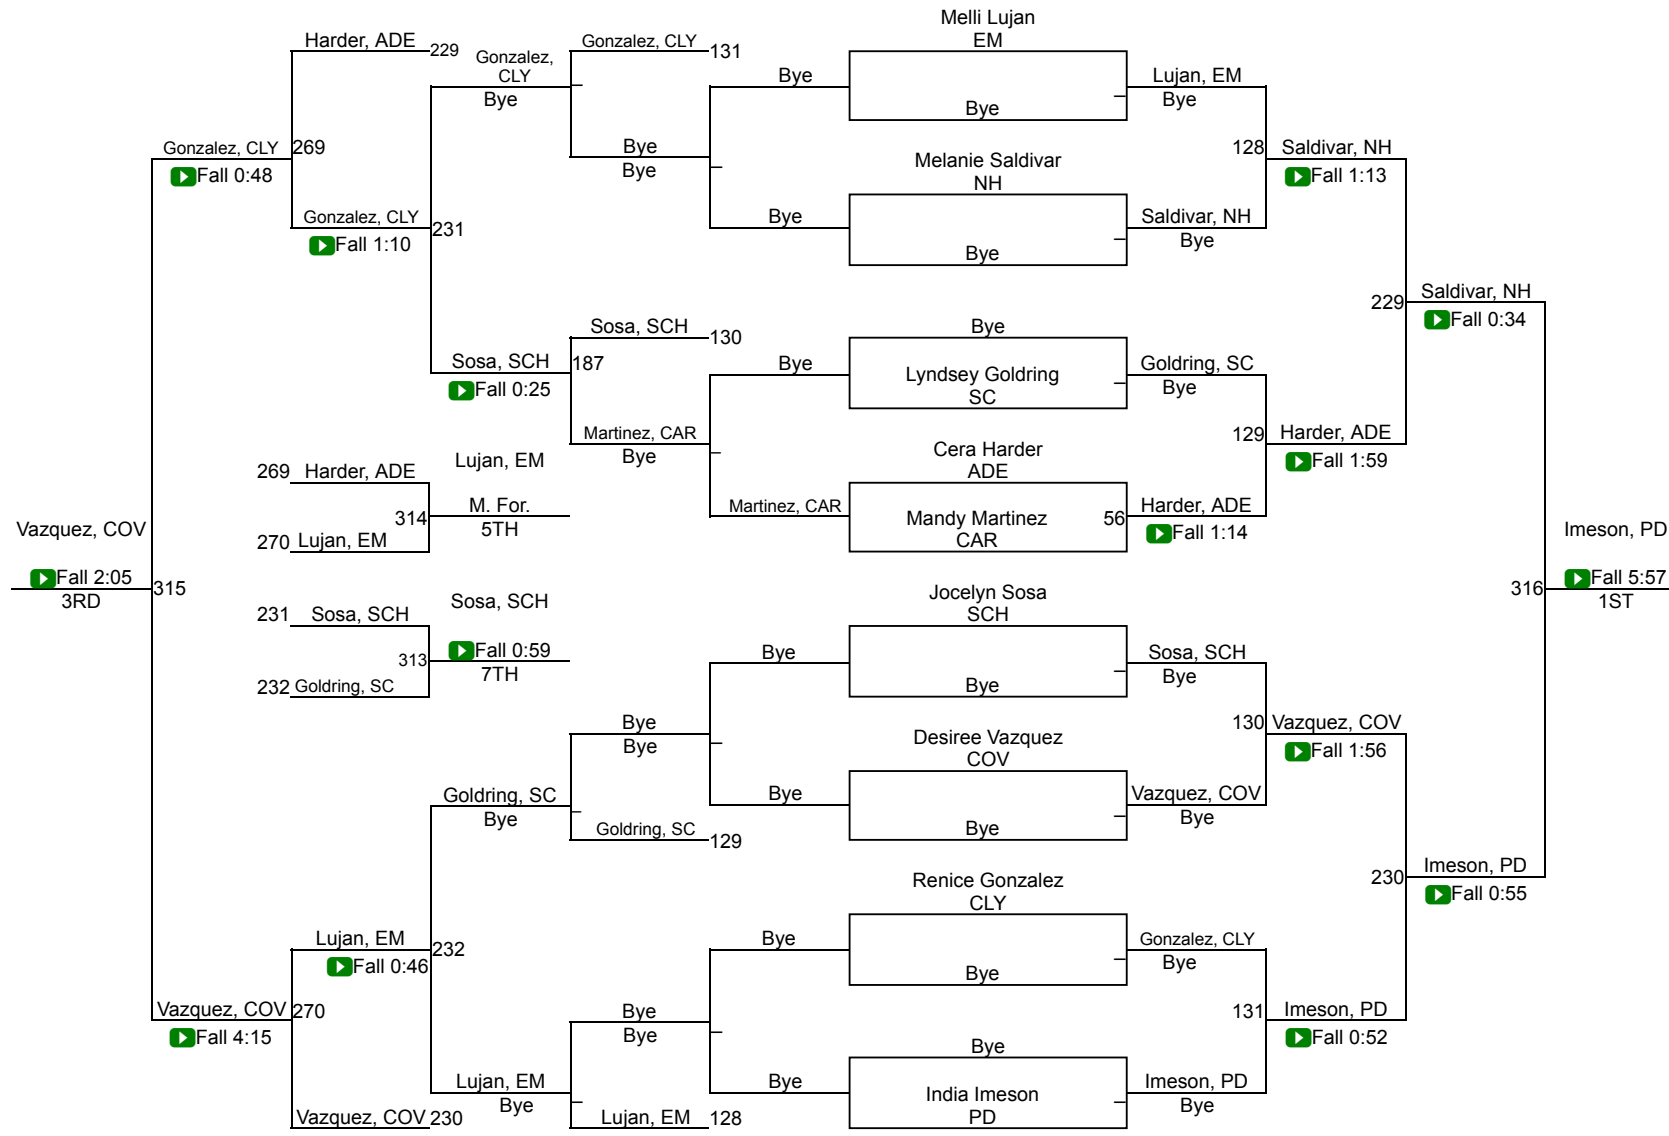 Melli Lujan
EM
Harder, ADE 229
Gonzalez, CLY 131
Gonzalez,
CLY
Bye
Bye
Bye
Lujan, EM
Bye
Gonzalez, CLY 269
Fall 0:48
Bye
Bye
Melanie Saldivar
NH
128 Saldivar, NH
Fall 1:13
Gonzalez, CLY 231
Fall 1:10
Bye
Bye
Saldivar, NH
Bye
229 Saldivar, NH
Fall 0:34
Sosa, SCH 130
Bye
Sosa, SCH 187
Fall 0:25
Bye
Lyndsey Goldring
SC
Goldring, SC
Bye
Martinez, CAR
Bye
129 Harder, ADE
Fall 1:59
Cera Harder
ADE
269 Harder, ADE
Lujan, EM
314 M. For.
5TH
270 Lujan, EM
Martinez, CAR
Mandy Martinez
CAR
56 Harder, ADE
Fall 1:14
Vazquez, COV
Fall 2:05
3RD
315
Imeson, PD
316 Fall 5:57
1ST
Jocelyn Sosa
SCH
231 Sosa, SCH
Sosa, SCH
313 Fall 0:59
7TH
232 Goldring, SC
Bye
Bye
Sosa, SCH
Bye
Bye
Bye
Desiree Vazquez
COV
130 Vazquez, COV
Fall 1:56
Goldring, SC
Bye
Bye
Bye
Vazquez, COV
Bye
Goldring, SC 129
Renice Gonzalez
CLY
230 Imeson, PD
Fall 0:55
Lujan, EM 232
Fall 0:46
Bye
Bye
Gonzalez, CLY
Bye
Vazquez, COV 270
Fall 4:15
Bye
Bye
131 Imeson, PD
Fall 0:52
Bye
Lujan, EM
Bye
Bye
India Imeson
PD
Imeson, PD
Bye
Vazquez, COV 230
Lujan, EM 128